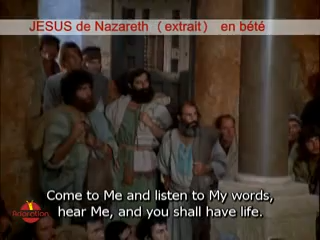 JESUS de Nazareth (extrait) en bété
Come to Me and listen to My words,
hear Me, and you shall have life.
Adoration